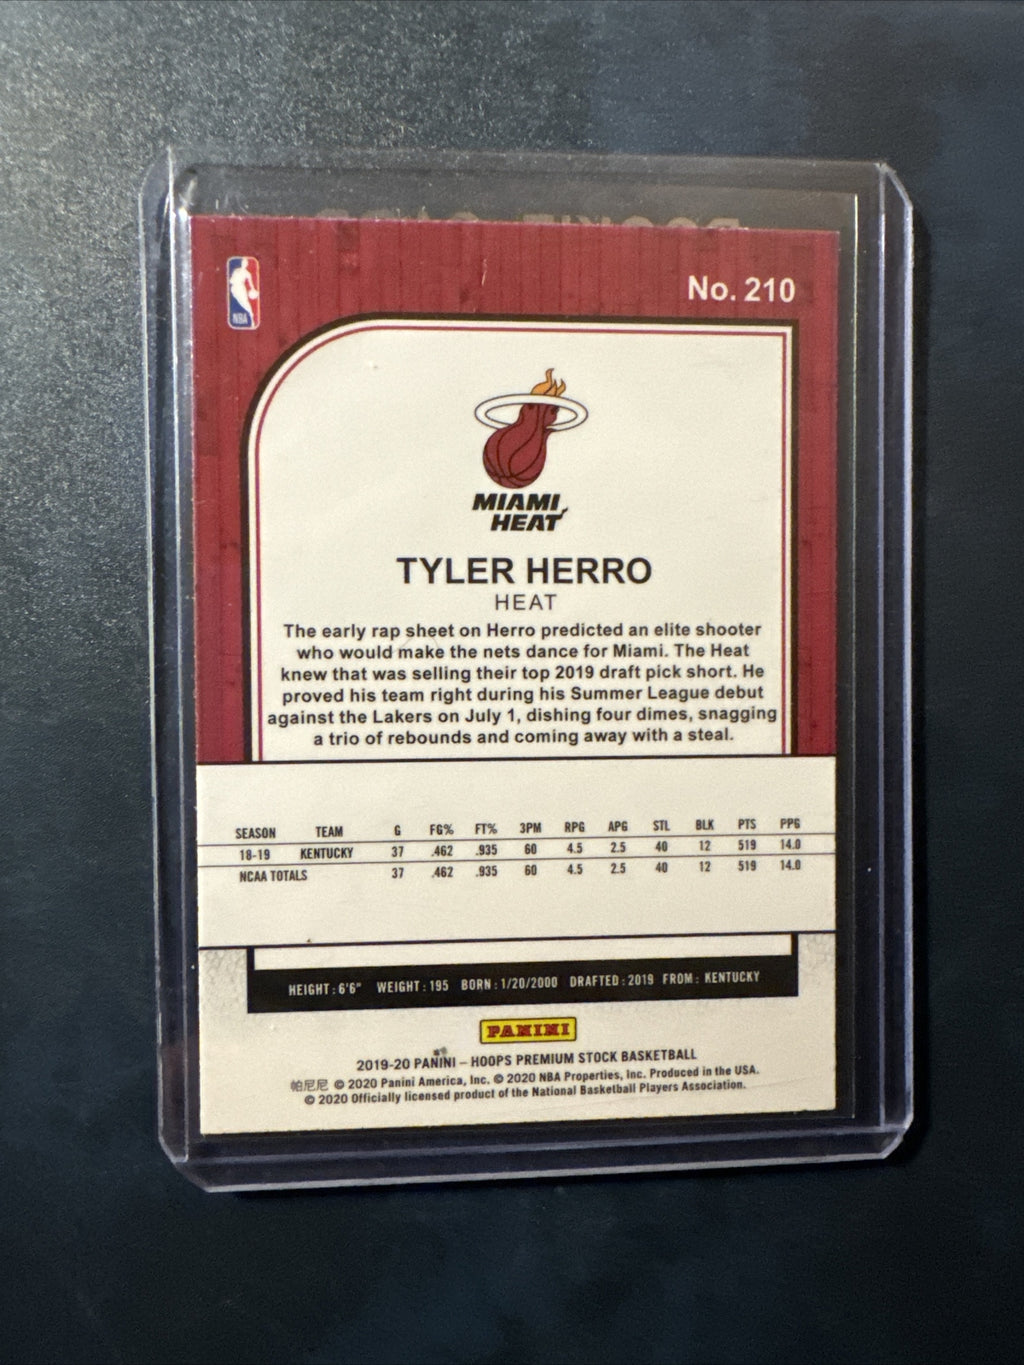 NBA
No. 210
MIAMI
HEAT
TYLER HERRO
HEAT
The early rap sheet on Herro predicted an elite shooter
who would make the nets dance for Miami. The Heat
knew that was selling their top 2019 draft pick short. He
proved his team right during his Summer League debut
against the Lakers on July 1, dishing four dimes, snagging
a trio of rebounds and coming away with a steal.
SEASON TEAM G FG% FT% 3PM RPG APG STL BLK PTS PPG
18-19 KENTUCKY 37 .462 .935 60 4.5 2.5 40 12 519 14.0
NCAA TOTALS 37 .462 .935 60 4.5 2.5 40 12 519 14.0
HEIGHT: 6'6" WEIGHT: 195 BORN: 1/20/2000 DRAFTED: 2019 FROM: KENTUCKY
PANINI
2019-20 PANINI – HOOPS PREMIUM STOCK BASKETBALL
帕尼尼 © 2020 Panini America, Inc. © 2020 NBA Properties, Inc. Produced in the USA.
© 2020 Officially licensed product of the National Basketball Players Association.